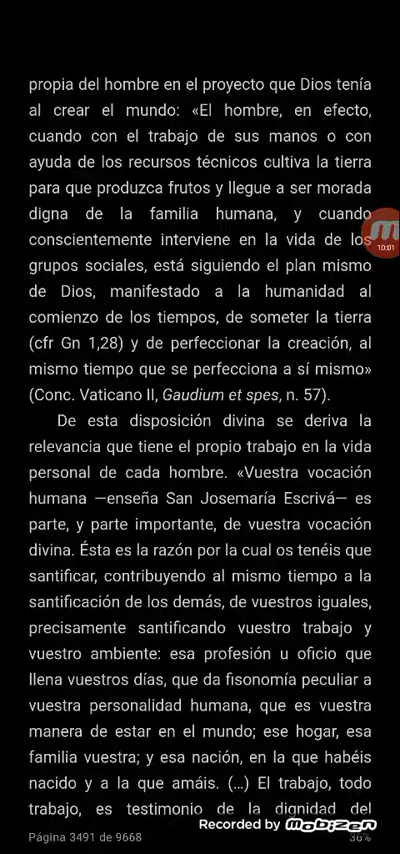 propia del hombre en el proyecto que Dios tenía
al crear el mundo: «El hombre, en efecto,
cuando con el trabajo de sus manos o con
ayuda de los recursos técnicos cultiva la tierra
para que produzca frutos y llegue a ser morada
digna de la familia humana, y cuando
conscientemente interviene en la vida de los
grupos sociales, está siguiendo el plan mismo
de Dios, manifestado a la humanidad al
comienzo de los tiempos, de someter la tierra
(cfr Gn 1,28) y de perfeccionar la creación, al
mismo tiempo que se perfecciona a sí mismo»
(Conc. Vaticano II, Gaudium et spes, n. 57).
De esta disposición divina se deriva la
relevancia que tiene el propio trabajo en la vida
personal de cada hombre. «Vuestra vocación
humana —enseña San Josemaría Escrivá— es
parte, y parte importante, de vuestra vocación
divina. Ésta es la razón por la cual os tenéis que
santificar, contribuyendo al mismo tiempo a la
santificación de los demás, de vuestros iguales,
precisamente santificando vuestro trabajo y
vuestro ambiente: esa profesión u oficio que
llena vuestros días, que da fisonomía peculiar a
vuestra personalidad humana, que es vuestra
manera de estar en el mundo; ese hogar, esa
familia vuestra; y esa nación, en la que habéis
nacido y a la que amáis. (...) El trabajo, todo
trabajo, es testimonio de la dignidad del
Página 3491 de 9668
36%
10:01
Recorded by Mobizen